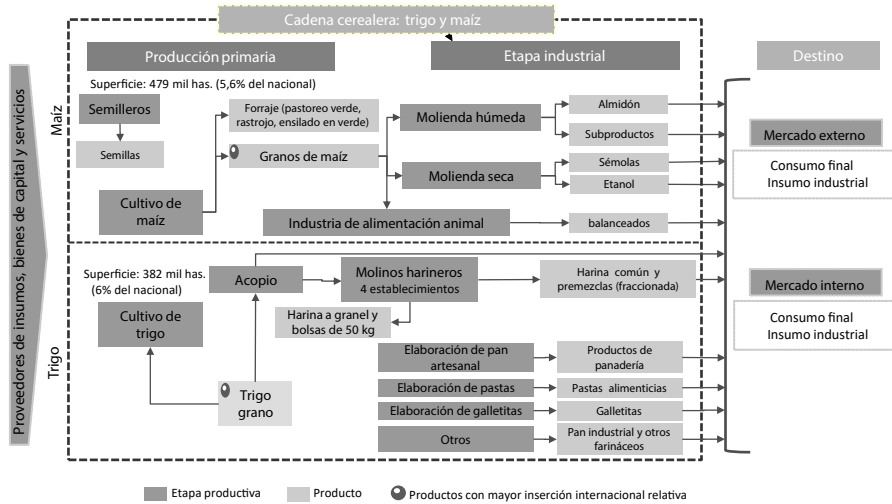 Cadena cerealera: trigo y maíz
Producción primaria
Etapa industrial
Destino
Proveedores de insumos, bienes de capital y servicios
Maíz
Superficie: 479 mil has. (5,6% del nacional)
Semilleros
Semillas
Cultivo de
maíz
Forraje (pastoreo verde,
rastrojo, ensilado en verde)
Granos de maíz
Molienda húmeda
Molienda seca
Industria de alimentación animal
Almidón
Subproductos
Sémolas
Etanol
balanceados
Mercado externo
Consumo final
Insumo industrial
Trigo
Superficie: 382 mil has.
(6% del nacional)
Cultivo de
trigo
Acopio
Trigo
grano
Molinos harineros
4 establecimientos
Harina a granel y
bolsas de 50 kg
Harina común y
premezclas (fraccionada)
Elaboración de pan
artesanal
Productos de
panadería
Elaboración de pastas
Pastas alimenticias
Elaboración de galletitas
Galletitas
Otros
Pan industrial y otros
farináceos
Mercado interno
Consumo final
Insumo industrial
Etapa productiva
Producto
Productos con mayor inserción internacional relativa